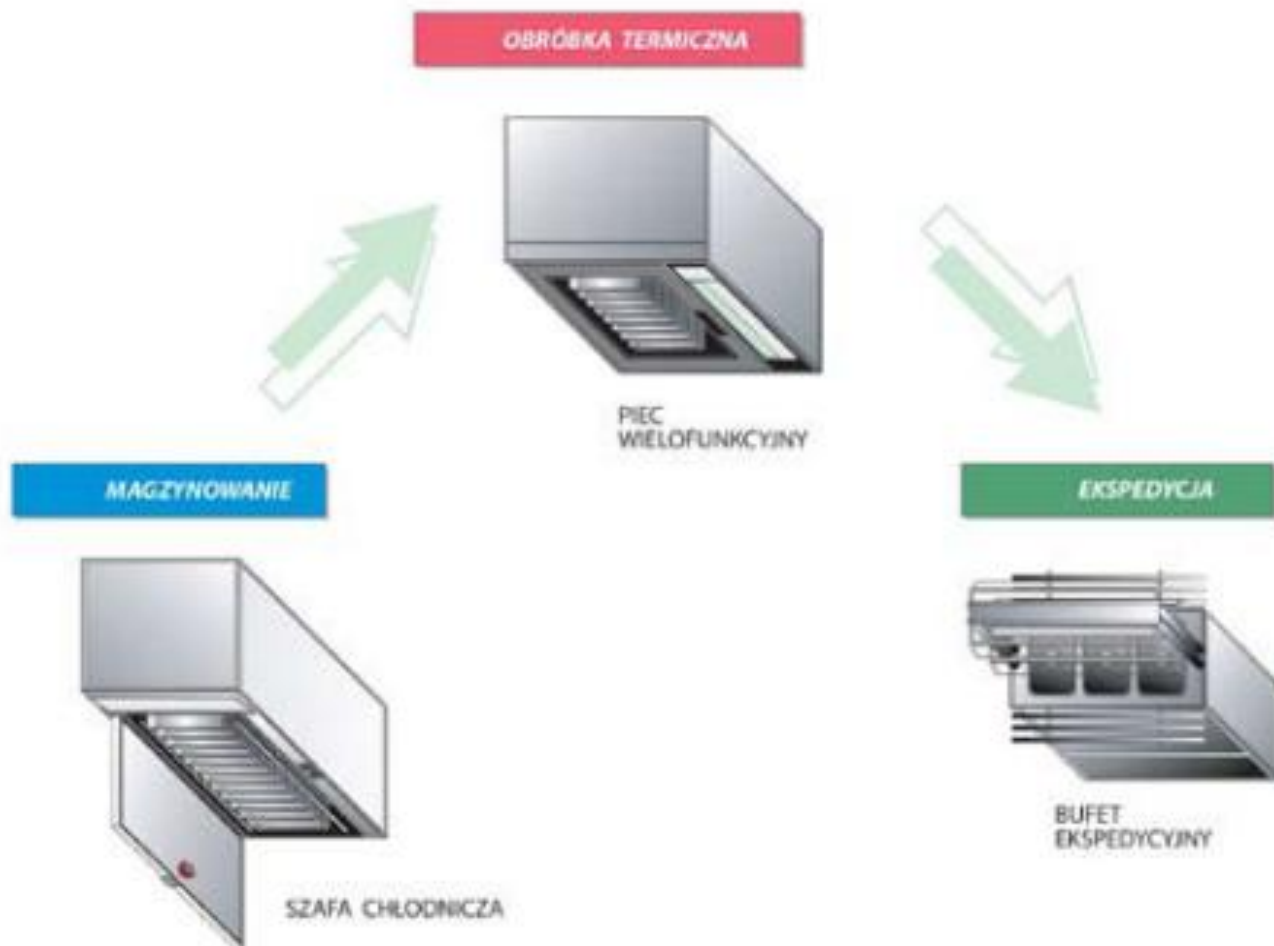 OBRÓBKA TERMICZNA
PIEC
WIELOFUNKCYJNY
MAGZYNOWANIE
EKSPEDYCJA
BUFET
EKSPEDYCYJNY
SZAFA CHŁODNICZA